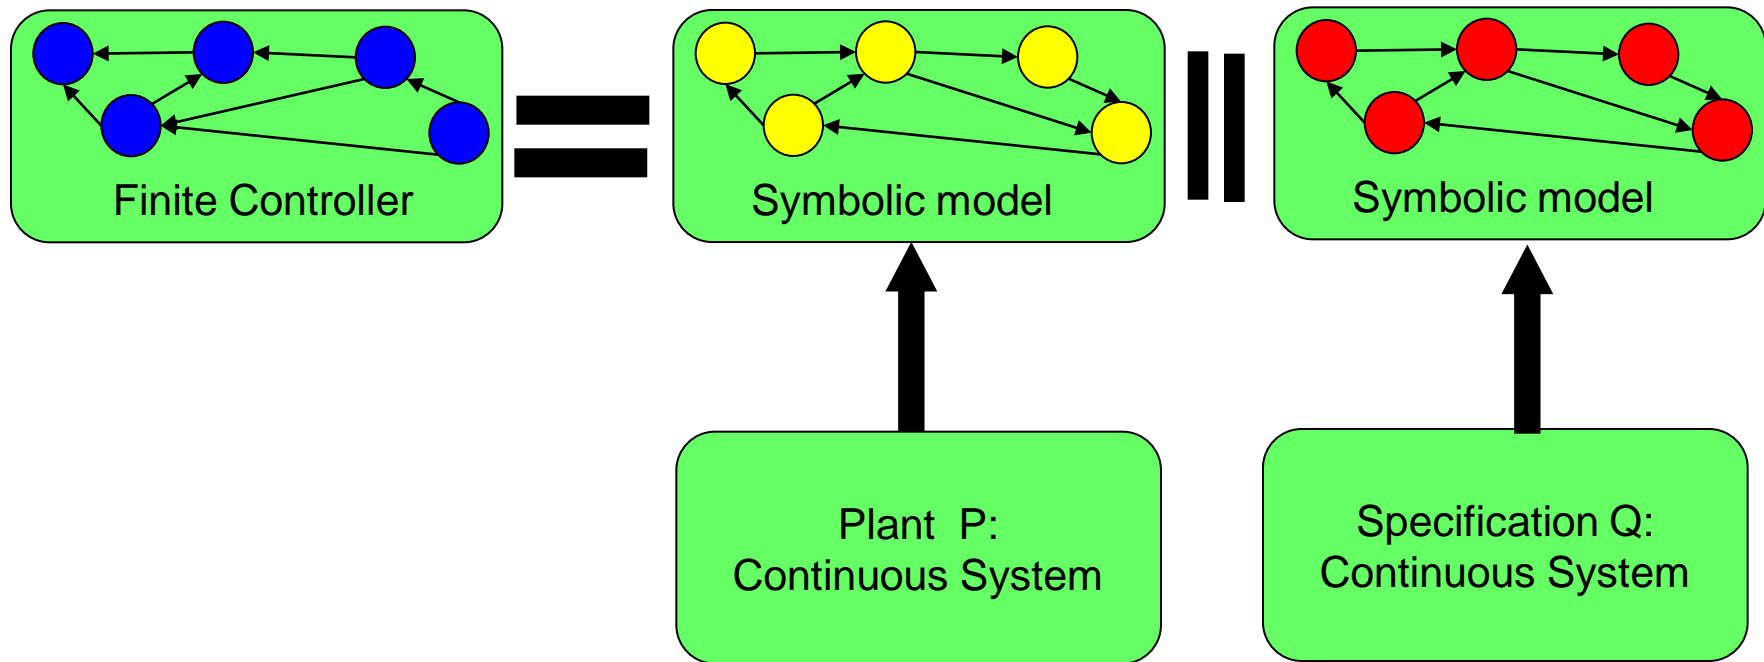 Finite Controller
Symbolic model
Symbolic model
Plant P:
Continuous System
Specification Q:
Continuous System